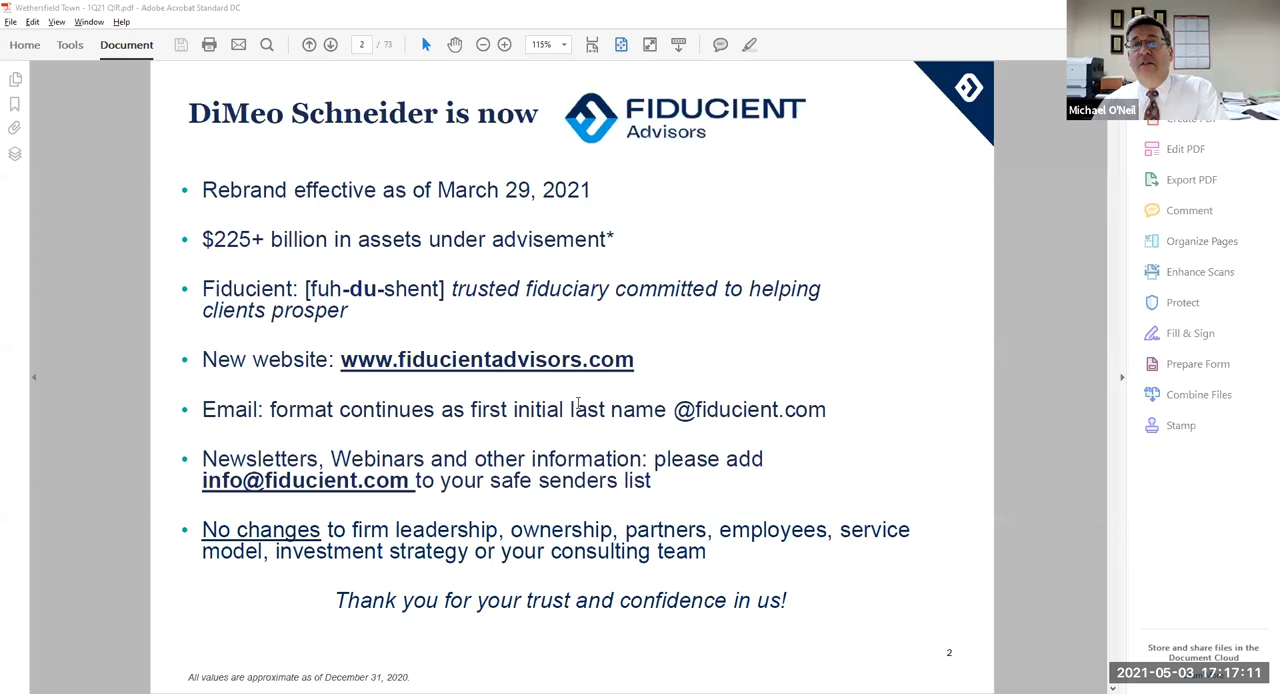 Wethersfield Town - 1Q21 QIR.pdf - Adobe Acrobat Standard DC
File Edit View Window Help
Home Tools Document 2 / 73 115%
Michael O'Neil
DiMeo Schneider is now FIDUCIENT
Advisors
• Rebrand effective as of March 29, 2021
• $225+ billion in assets under advisement*
• Fiducient: [fuh-du-shent] trusted fiduciary committed to helping
clients prosper
• New website: www.fiducientadvisors.com
• Email: format continues as first initial last name @fiducient.com
• Newsletters, Webinars and other information: please add
info@fiducient.com to your safe senders list
• No changes to firm leadership, ownership, partners, employees, service
model, investment strategy or your consulting team
Thank you for your trust and confidence in us!
2
All values are approximate as of December 31, 2020.
Edit PDF
Export PDF
Comment
Organize Pages
Enhance Scans
Protect
Fill & Sign
Prepare Form
Combine Files
Stamp
Store and share files in the
Document Cloud
2021-05-03 17:17:11